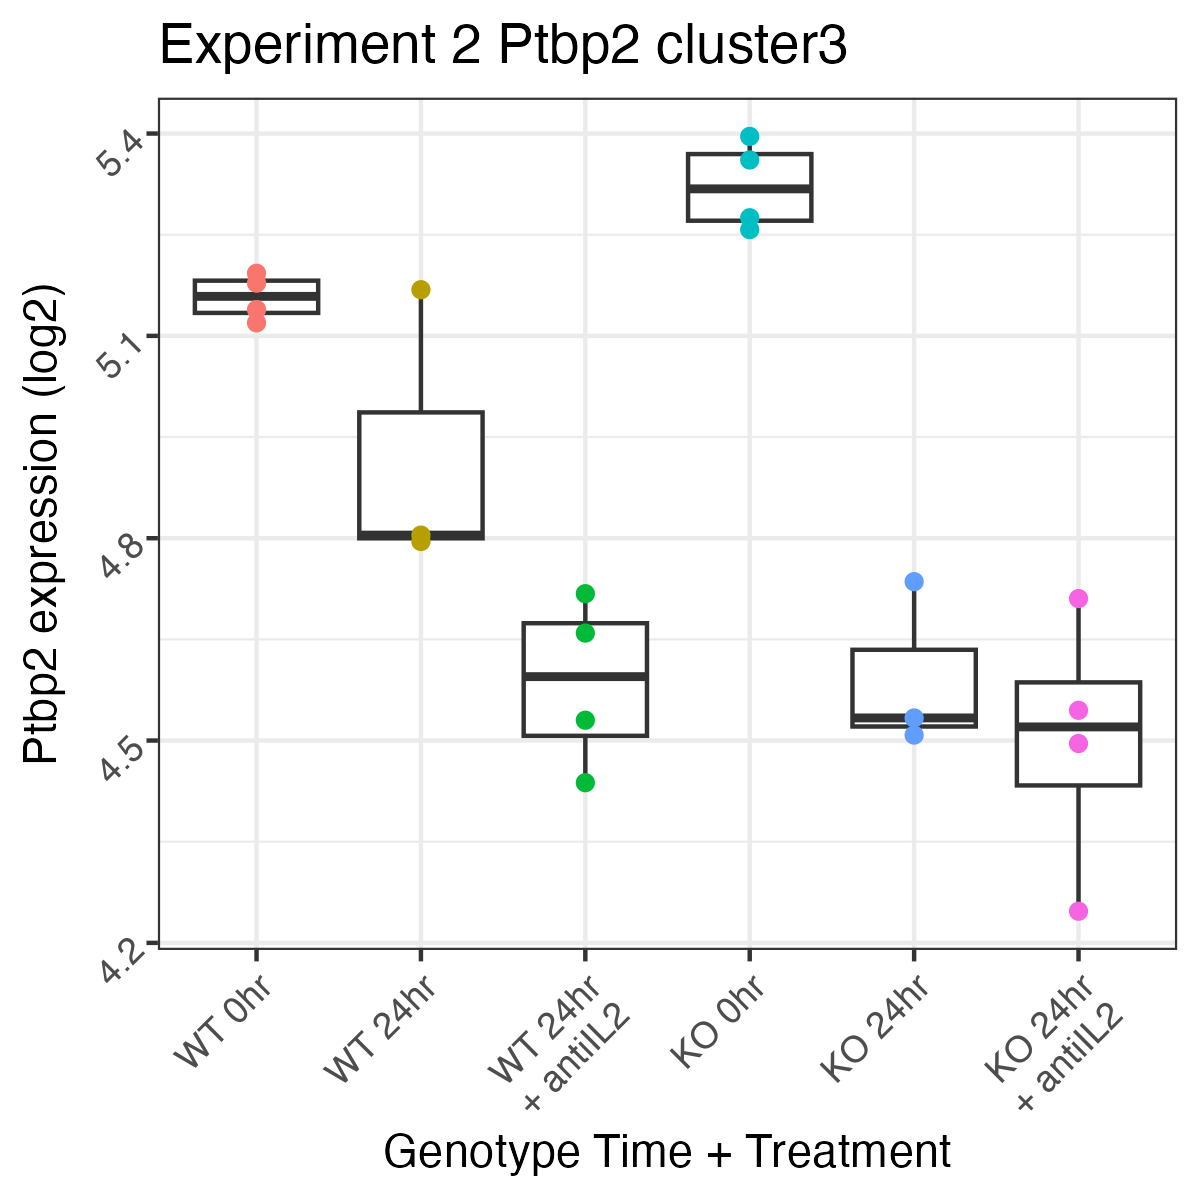 Experiment 2 Ptbp2 cluster3
Ptbp2 expression (log2)
5.4
5.1
4.8
4.5
4.2
WT 0hr
WT 24hr
WT 24hr
+ antiIL2
KO 0hr
KO 24hr
KO 24hr
+ antiIL2
Genotype Time + Treatment